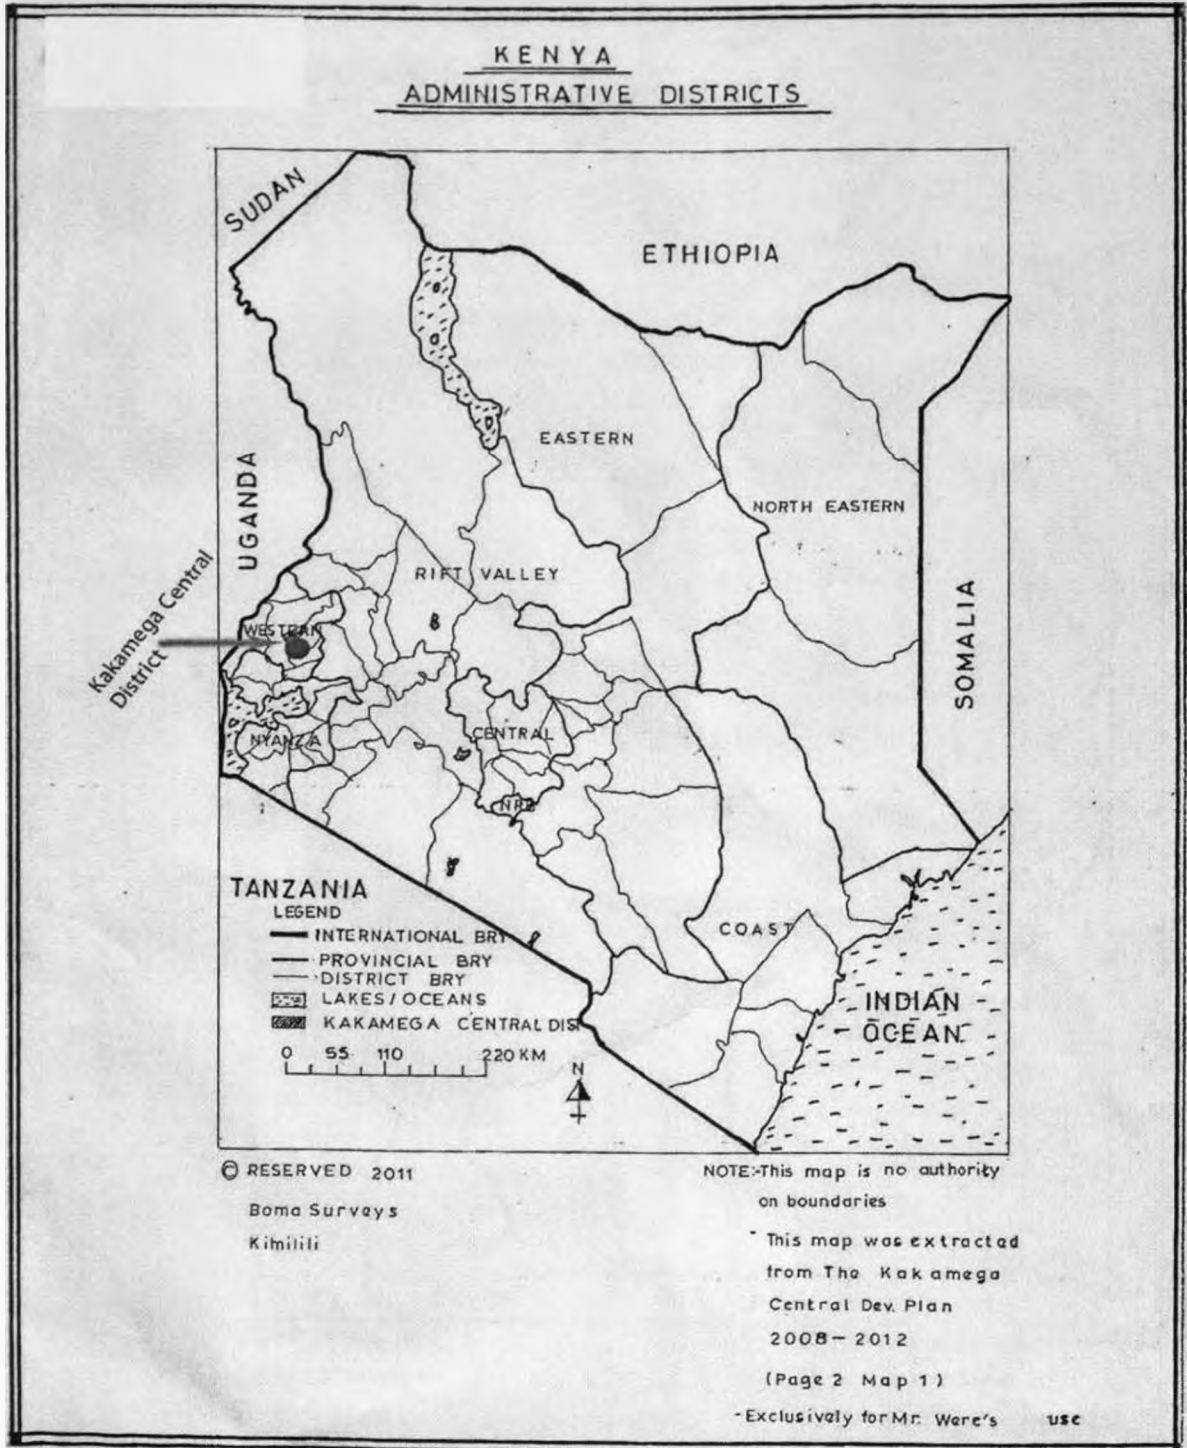 KENYA
ADMINISTRATIVE DISTRICTS
SUDAN
ETHIOPIA
UGANDA
EASTERN
NORTH EASTERN
RIFT VALLEY
Kakamega Central
District
WESTERN
SOMALIA
NYANZA
CENTRAL
NRB
TANZANIA
LEGEND
INTERNATIONAL BRY
PROVINCIAL BRY
DISTRICT BRY
LAKES/OCEANS
KAKAMEGA CENTRAL DIS
0 55 110 220 KM
N
COAST
INDIAN
OCEAN
© RESERVED 2011
Boma Surveys
Kimilili
NOTE:-This map is no authority
on boundaries
- This map was extracted
from The Kakamega
Central Dev. Plan
2008-2012
(Page 2 Map 1)
-Exclusively for Mr. Were's use